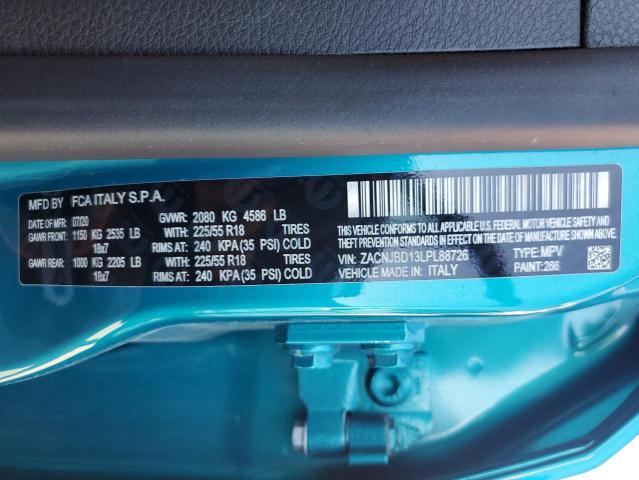 MFD BY FCA ITALY S.P.A.
DATE OF MFR 07/20 GVWR: 2080 KG 4586 LB
GAWR FRONT: 1150 KG 2535 LB WITH: 225/55 R18 TIRES
18x7 RIMS AT: 240 KPA(35 PSI) COLD
GAWR REAR: 1000 KG 2205 LB WITH: 225/55 R18 TIRES
18x7 RIMS AT: 240 KPA(35 PSI) COLD
THIS VEHICLE CONFORMS TO ALL APPLICABLE U.S. FEDERAL MOTOR
VEHICLE SAFETY, BUMPER, AND THEFT PREVENTION STANDARDS
IN EFFECT ON THE DATE OF MANUFACTURE SHOWN ABOVE.
VIN: ZACNJBD13LPL88726 TYPE: MPV
VEHICLE MADE IN: ITALY PAINT: 266